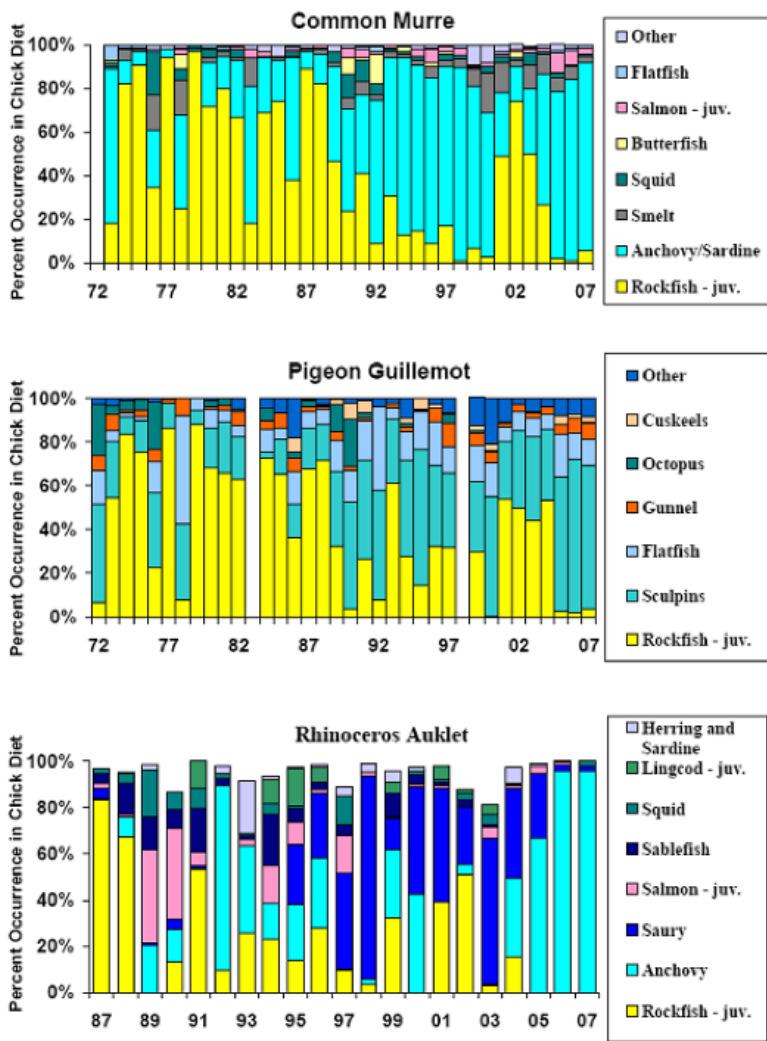 Common Murre
Percent Occurrence in Chick Diet
100%
80%
60%
40%
20%
0%
72 77 82 87 92 97 02 07
Other
Flatfish
Salmon - juv.
Butterfish
Squid
Smelt
Anchovy/Sardine
Rockfish - juv.
Pigeon Guillemot
Percent Occurrence in Chick Diet
100%
80%
60%
40%
20%
0%
72 77 82 87 92 97 02 07
Other
Cuskeels
Octopus
Gunnel
Flatfish
Sculpins
Rockfish - juv.
Rhinoceros Auklet
Percent Occurrence in Chick Diet
100%
80%
60%
40%
20%
0%
87 89 91 93 95 97 99 01 03 05 07
Herring and
Sardine
Lingcod - juv.
Squid
Sablefish
Salmon - juv.
Saury
Anchovy
Rockfish - juv.